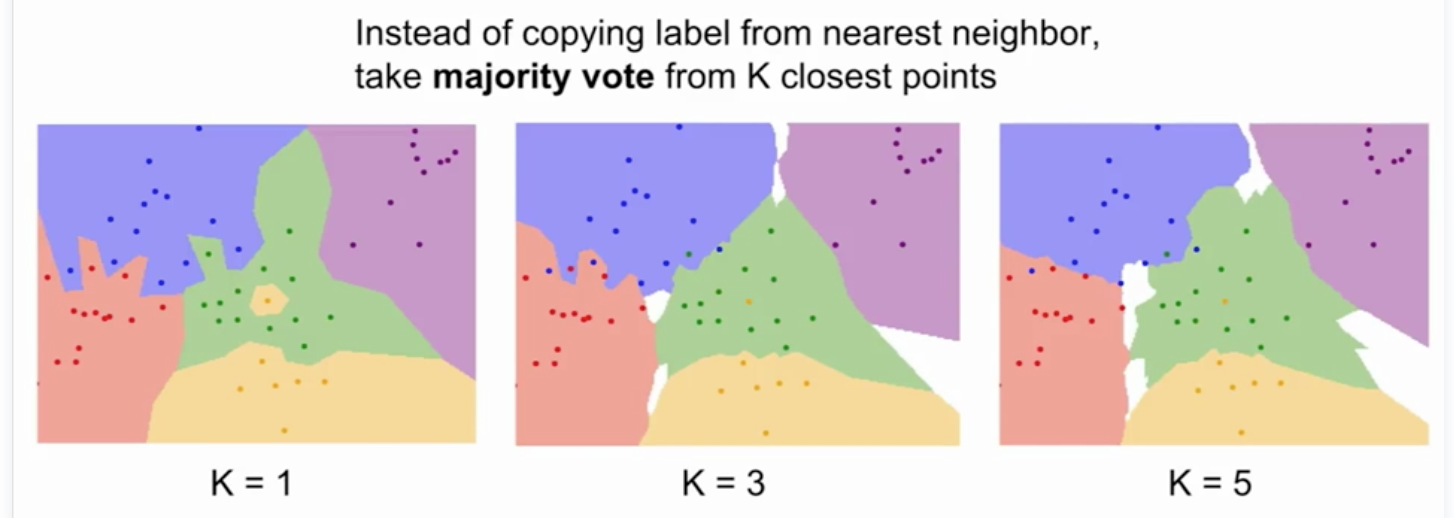 Instead of copying label from nearest neighbor,
take majority vote from K closest points
K = 1
K = 3
K = 5